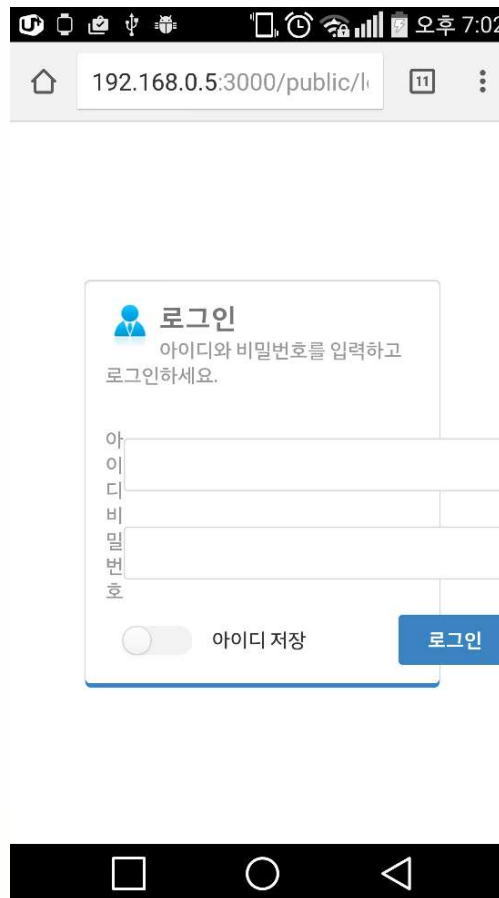 오후 7:02
192.168.0.5:3000/public/l
11
로그인
아이디와 비밀번호를 입력하고
로그인하세요.
아
이
디
비
밀
번
호
아이디 저장
로그인